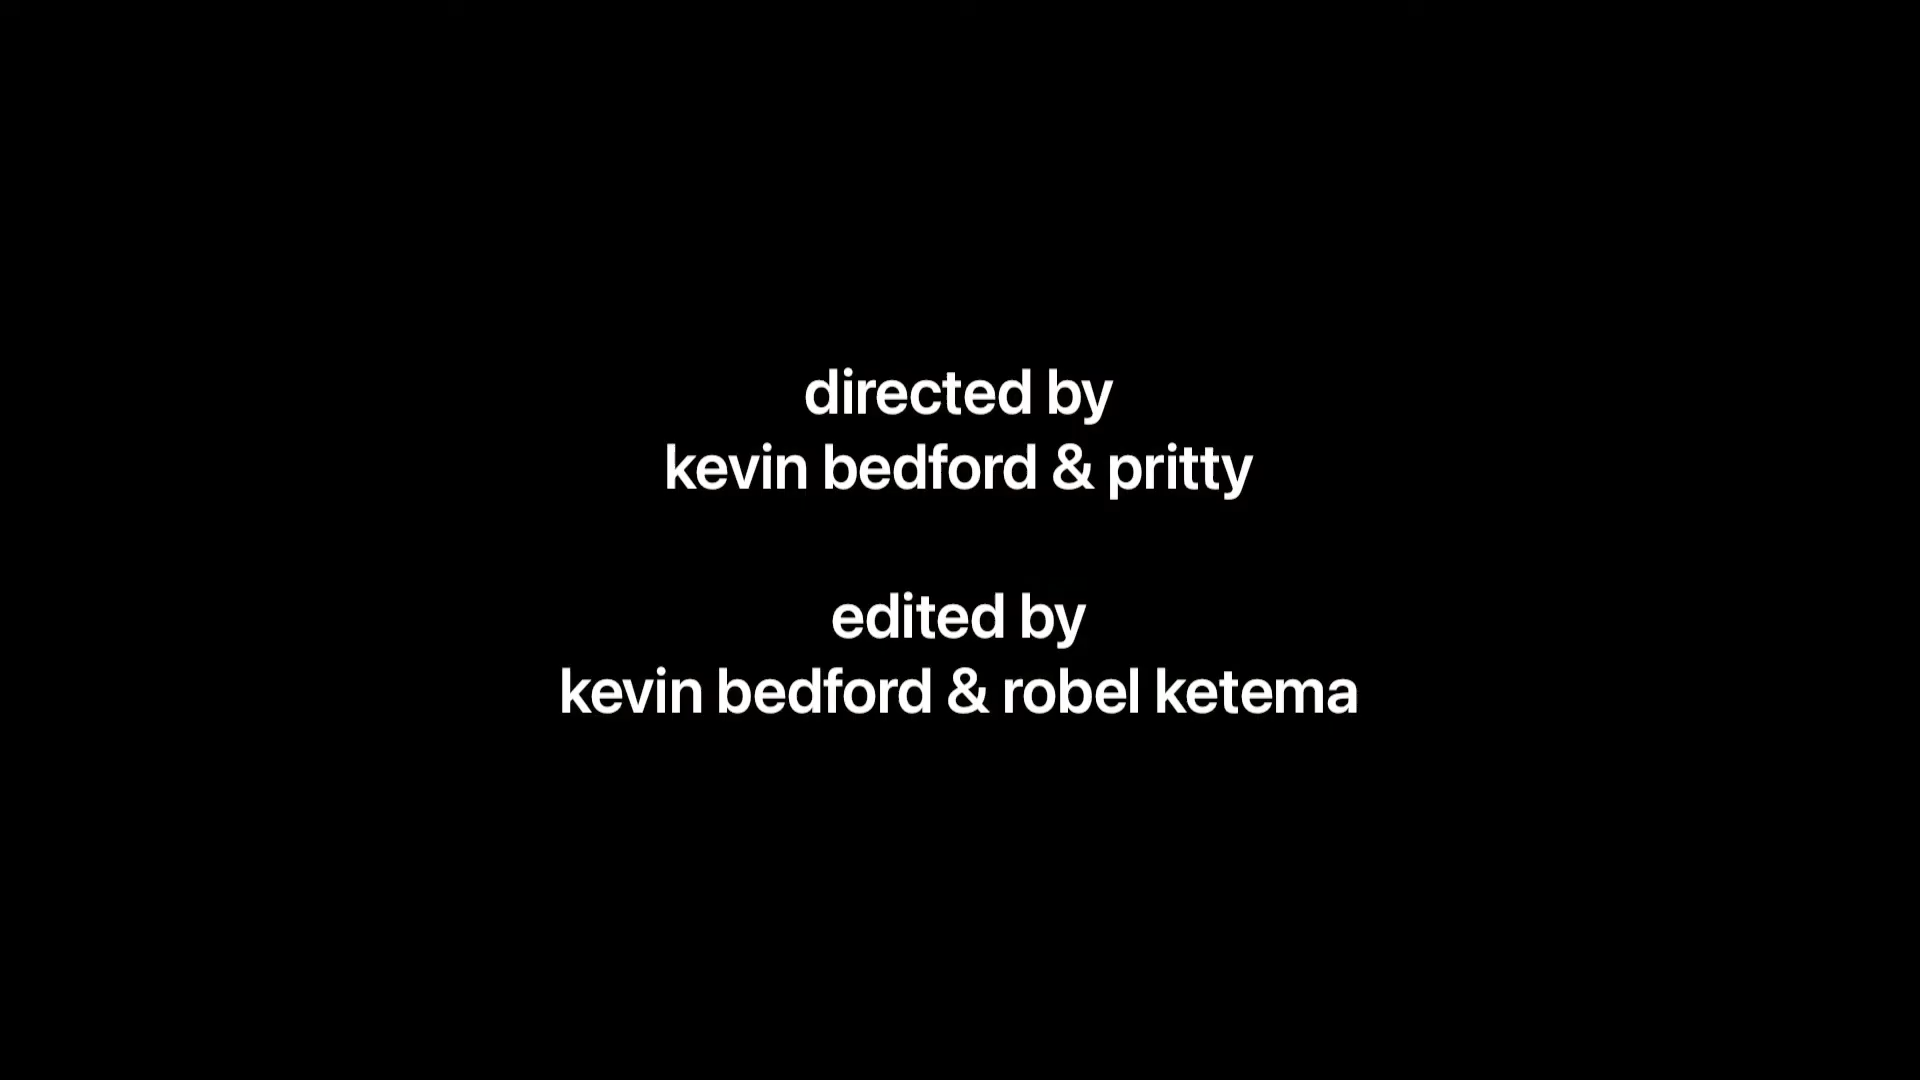 directed by
kevin bedford & pritty
edited by
kevin bedford & robel ketema